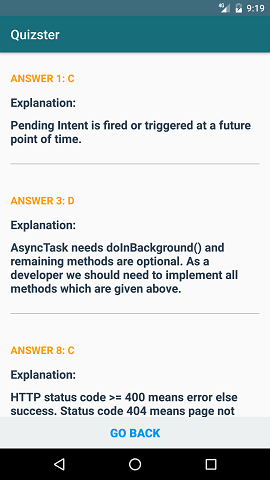 4G 9:19
Quizster
ANSWER 1: C
Explanation:
Pending Intent is fired or triggered at a future
point of time.
ANSWER 3: D
Explanation:
AsyncTask needs doInBackground() and
remaining methods are optional. As a
developer we should need to implement all
methods which are given above.
ANSWER 8: C
Explanation:
HTTP status code >= 400 means error else
success. Status code 404 means page not
GO BACK